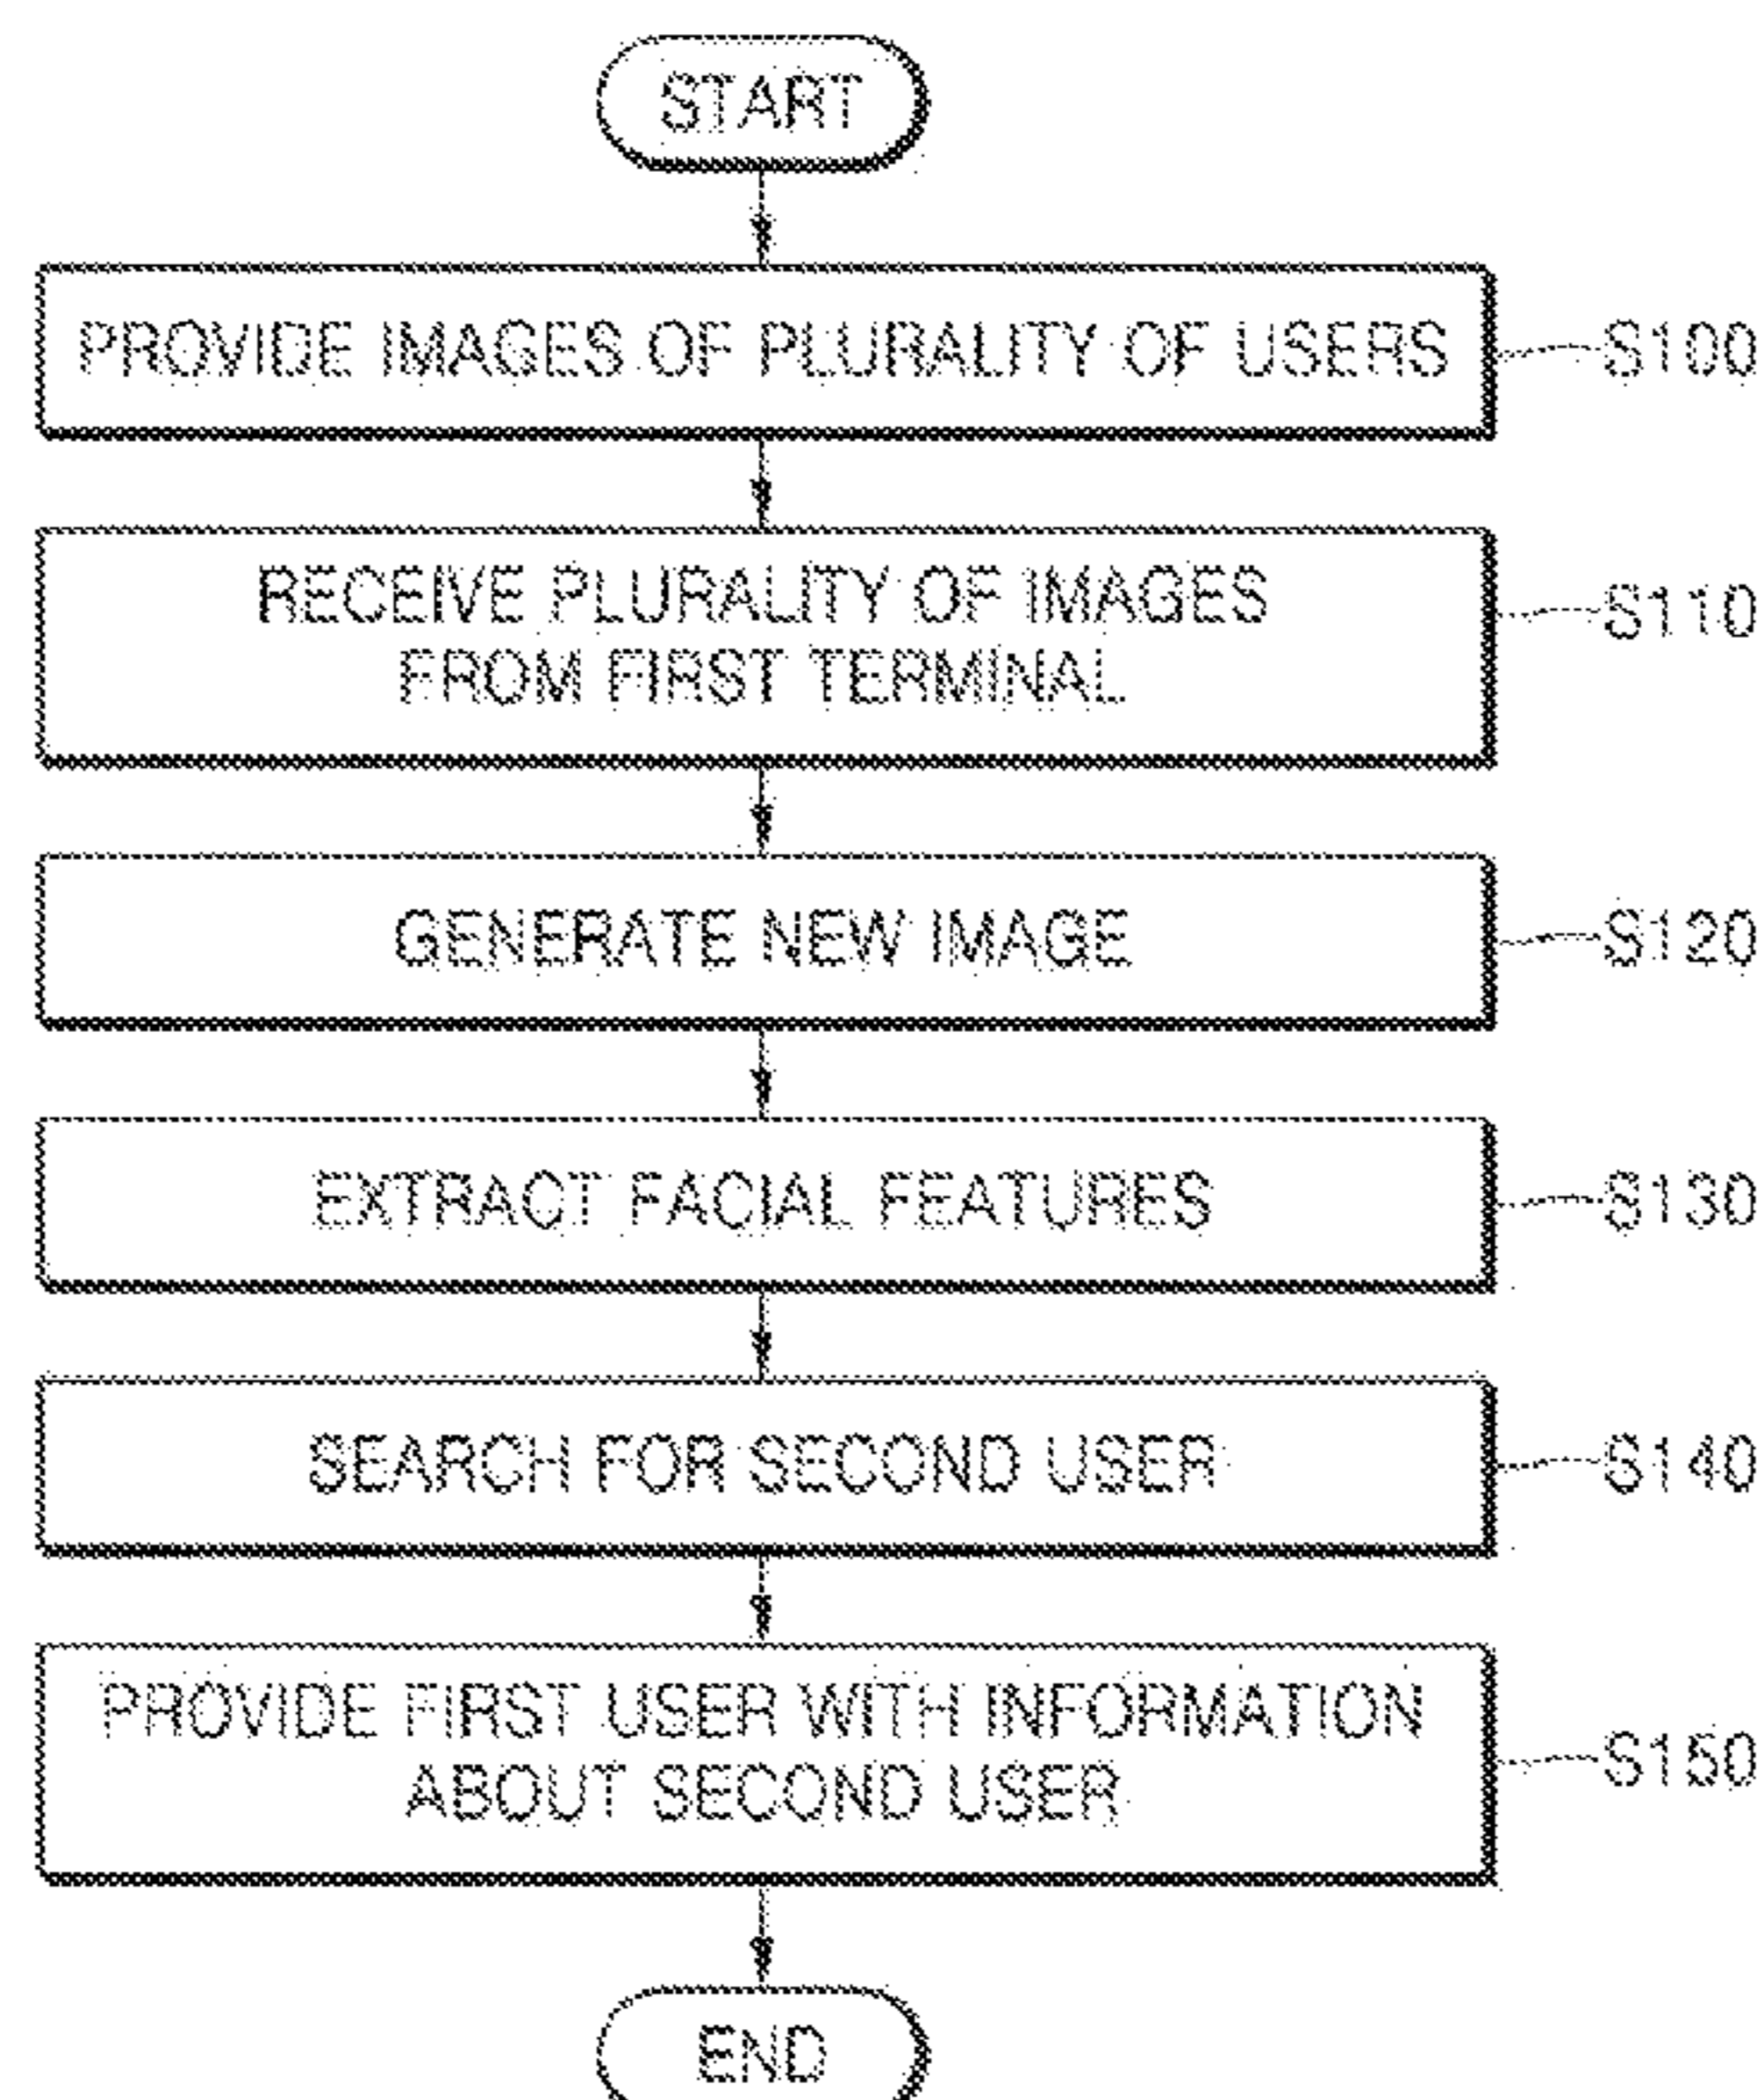 START
PROVIDE IMAGES OF PLURALITY OF USERS
S100
RECEIVE PLURALITY OF IMAGES
FROM FIRST TERMINAL
S110
GENERATE NEW IMAGE
S120
EXTRACT FACIAL FEATURES
S130
SEARCH FOR SECOND USER
S140
PROVIDE FIRST USER WITH INFORMATION
ABOUT SECOND USER
S150
END